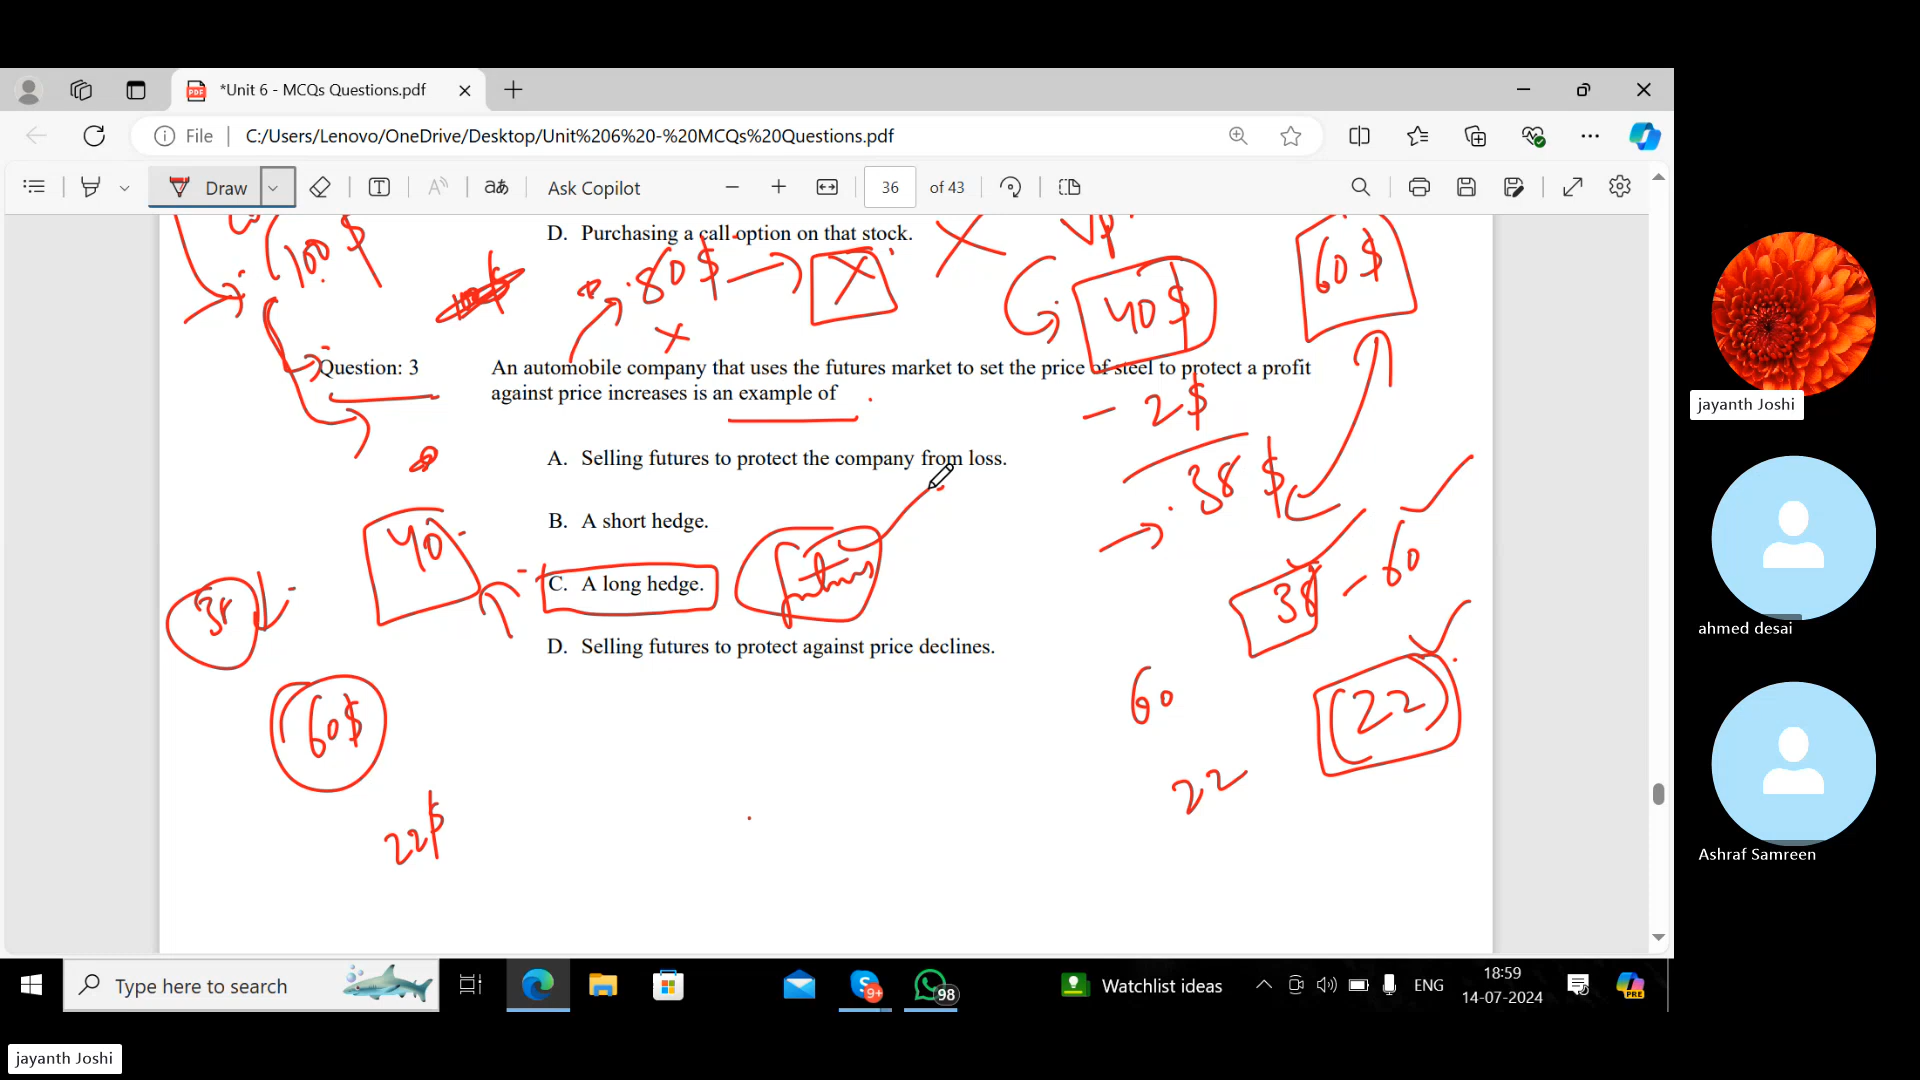 *Unit 6 - MCQs Questions.pdf
File
C:/Users/Lenovo/OneDrive/Desktop/Unit%206%20-%20MCQs%20Questions.pdf
Draw
Ask Copilot
36 of 43
D. Purchasing a call option on that stock.
100 $
80 $
X
40 $
60 $
Question: 3 An automobile company that uses the futures market to set the price of steel to protect a profit
against price increases is an example of
- 2 $
38 $
A. Selling futures to protect the company from loss.
B. A short hedge.
C. A long hedge. futures
D. Selling futures to protect against price declines.
40
38
38 - 60
60 $
60
(22)
22
22 $
jayanth Joshi
ahmed desai
Ashraf Samreen
Type here to search
9+
98
Watchlist ideas
ENG
18:59
14-07-2024
PRE
jayanth Joshi